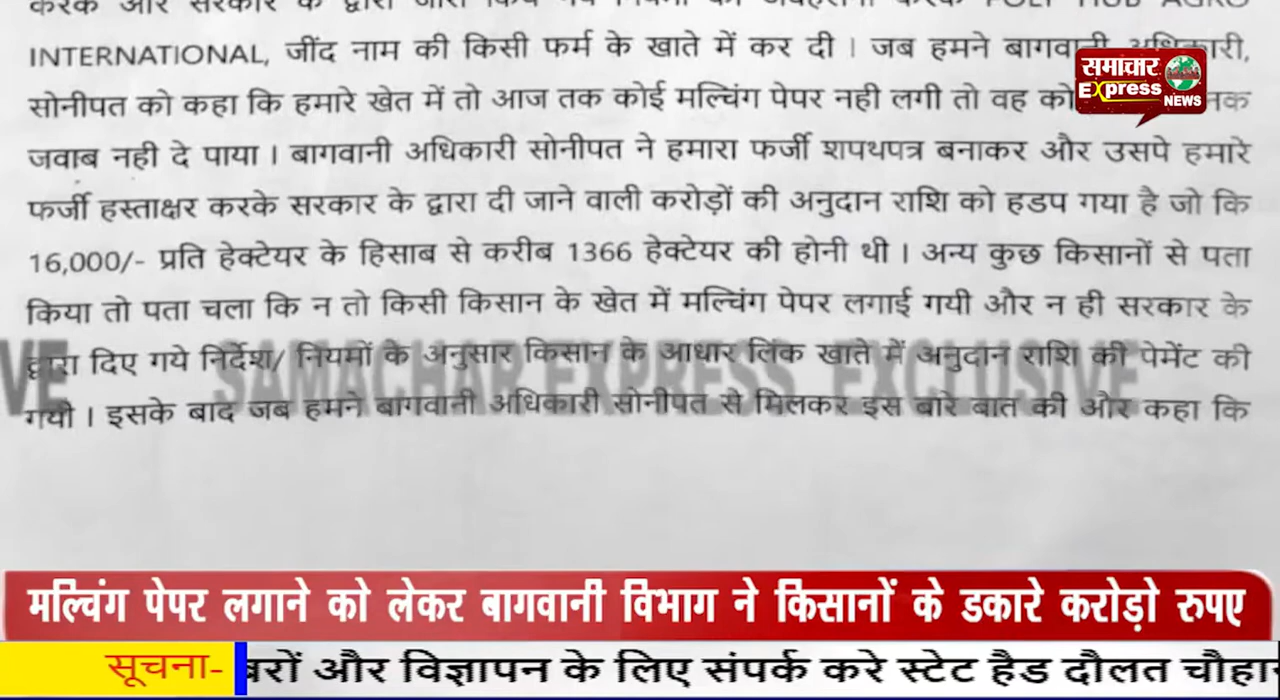 INTERNATIONAL, जींद नाम की किसी फर्म के खाते में कर दी । जब हमने बागवानी अधिकारी,
सोनीपत को कहा कि हमारे खेत में तो आज तक कोई मल्चिंग पेपर नही लगी तो वह को
जवाब नही दे पाया । बागवानी अधिकारी सोनीपत ने हमारा फर्जी शपथपत्र बनाकर और उसपे हमारे
फर्जी हस्ताक्षर करके सरकार के द्वारा दी जाने वाली करोड़ों की अनुदान राशि को हडप गया है जो कि
16,000/- प्रति हेक्टेयर के हिसाब से करीब 1366 हेक्टेयर की होनी थी । अन्य कुछ किसानों से पता
किया तो पता चला कि न तो किसी किसान के खेत में मल्चिंग पेपर लगाई गयी और न ही सरकार के
द्वारा दिए गये निर्देश/ नियमों के अनुसार किसान के आधार लिंक खाते में अनुदान राशि की पेमेंट की
गयी । इसके बाद जब हमने बागवानी अधिकारी सोनीपत से मिलकर इस बारे बात की और कहा कि
समाचार
Express
NEWS
VE SAMACHAR EXPRESS EXCLUSIVE
मल्चिंग पेपर लगाने को लेकर बागवानी विभाग ने किसानों के डकारे करोड़ो रुपए
सूचना- बरों और विज्ञापन के लिए संपर्क करे स्टेट हैड दौलत चौहान